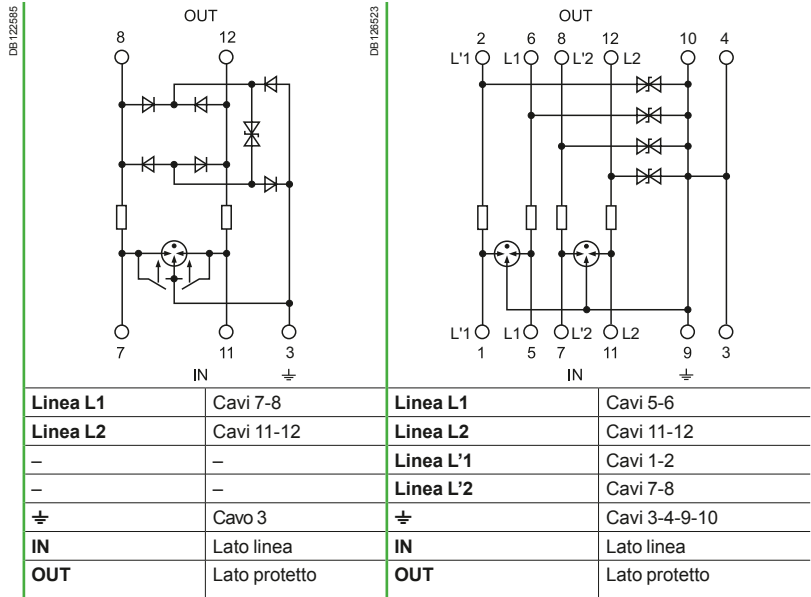 DB122585
OUT
8 12
7 11 3
IN
DB126523
OUT
2 6 8 12 10 4
L'1 L1 L'2 L2
L'1 L1 L'2 L2
1 5 7 11 9 3
IN
Linea L1 Cavi 7-8 Linea L1 Cavi 5-6
Linea L2 Cavi 11-12 Linea L2 Cavi 11-12
– – Linea L’1 Cavi 1-2
– – Linea L’2 Cavi 7-8
Cavo 3 Cavi 3-4-9-10
IN Lato linea IN Lato linea
OUT Lato protetto OUT Lato protetto